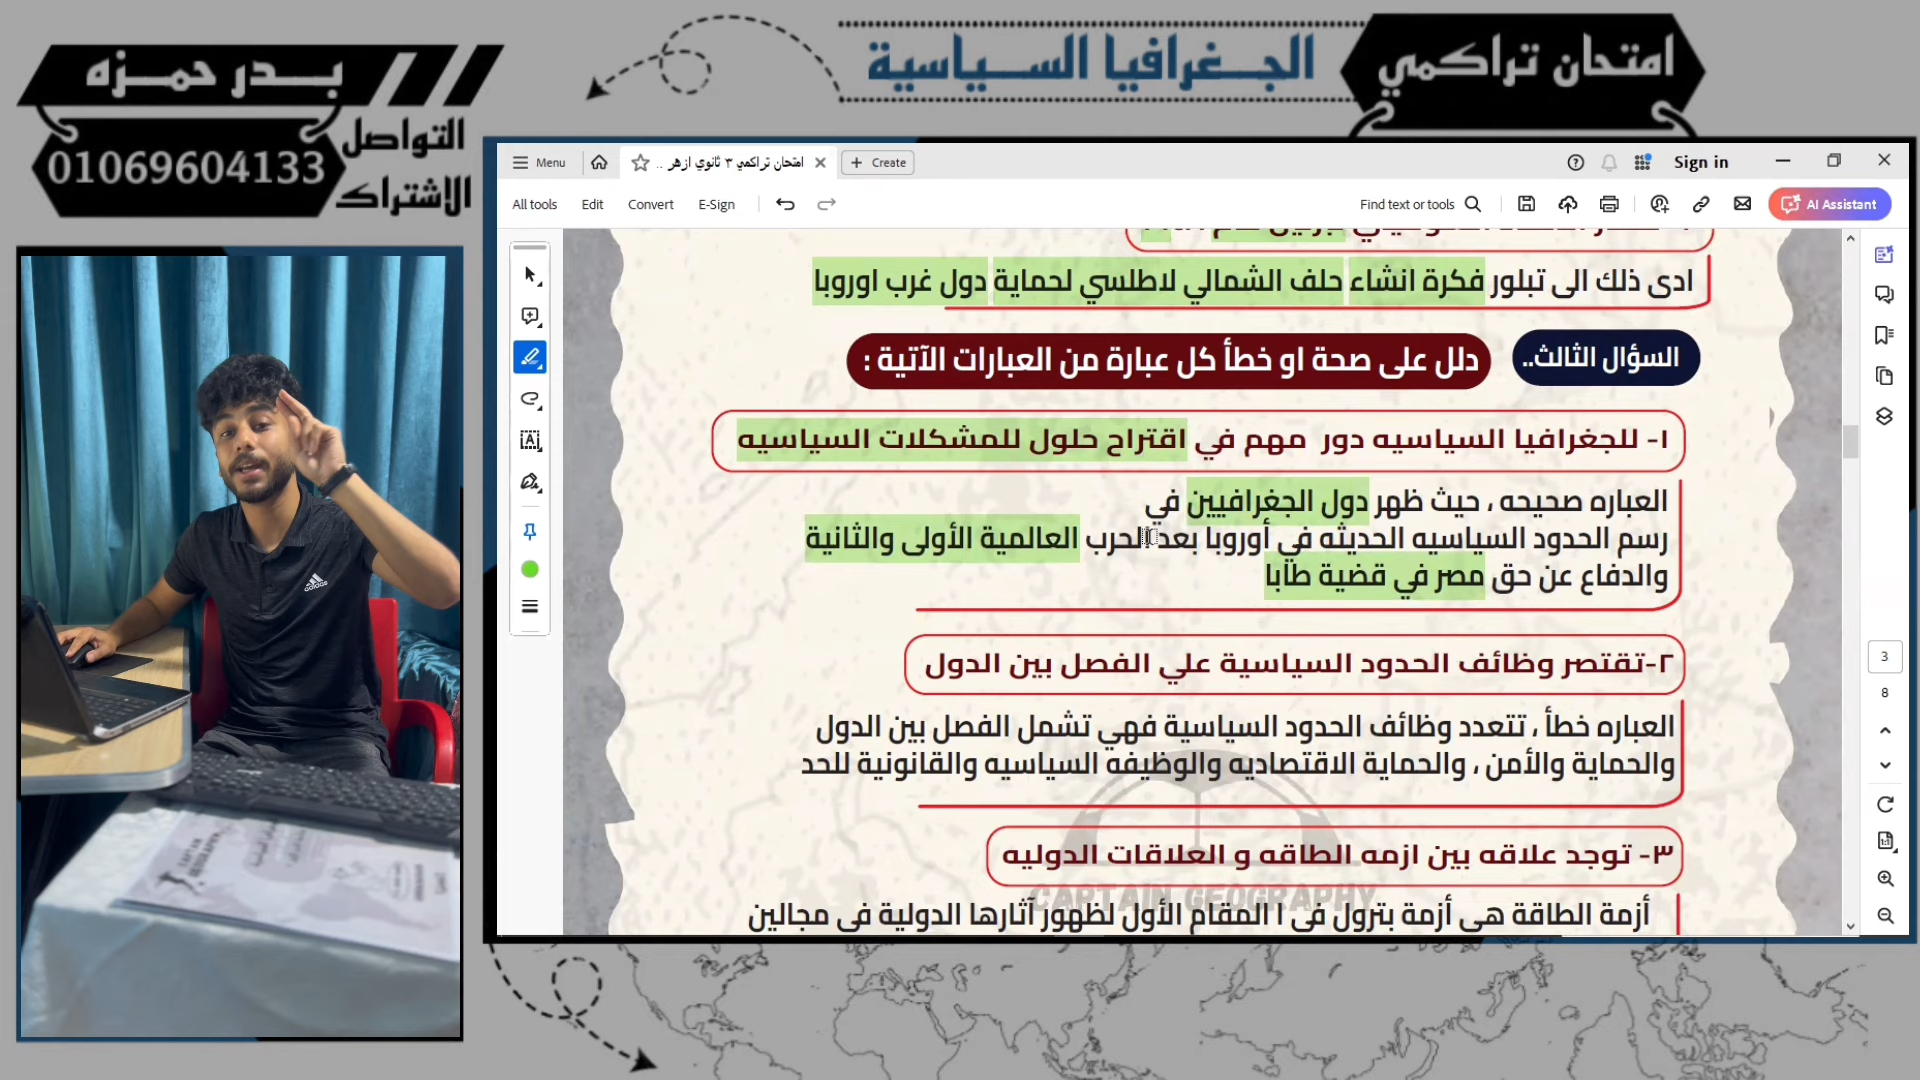 امتحان تراكمي
الجغرافيا السياسية
بدر حمزه
التواصل
01069604133
الإشتراك
Menu
امتحان تراكمي ٣ ثانوي ازهر ..
Create
Sign in
All tools
Edit
Convert
E-Sign
Find text or tools
AI Assistant
ادى ذلك الى تبلور فكرة انشاء حلف الشمالي لاطلسي لحماية دول غرب اوروبا
السؤال الثالث.. دلل على صحة او خطأ كل عبارة من العبارات الآتية :
١- للجغرافيا السياسيه دور مهم في اقتراح حلول للمشكلات السياسيه
العباره صحيحه ، حيث ظهر دول الجغرافيين في
رسم الحدود السياسيه الحديثه في أوروبا بعد الحرب العالمية الأولى والثانية
والدفاع عن حق مصر في قضية طابا
٢-تقتصر وظائف الحدود السياسية علي الفصل بين الدول
العباره خطأ ، تتعدد وظائف الحدود السياسية فهي تشمل الفصل بين الدول
والحماية والأمن ، والحماية الاقتصاديه والوظيفه السياسيه والقانونية للحد
٣- توجد علاقه بين ازمه الطاقه و العلاقات الدوليه
CAPTAIN GEOGRAPHY
أزمة الطاقة هي أزمة بترول في ا المقام الأول لظهور آثارها الدولية في مجالين
3
8
adidas